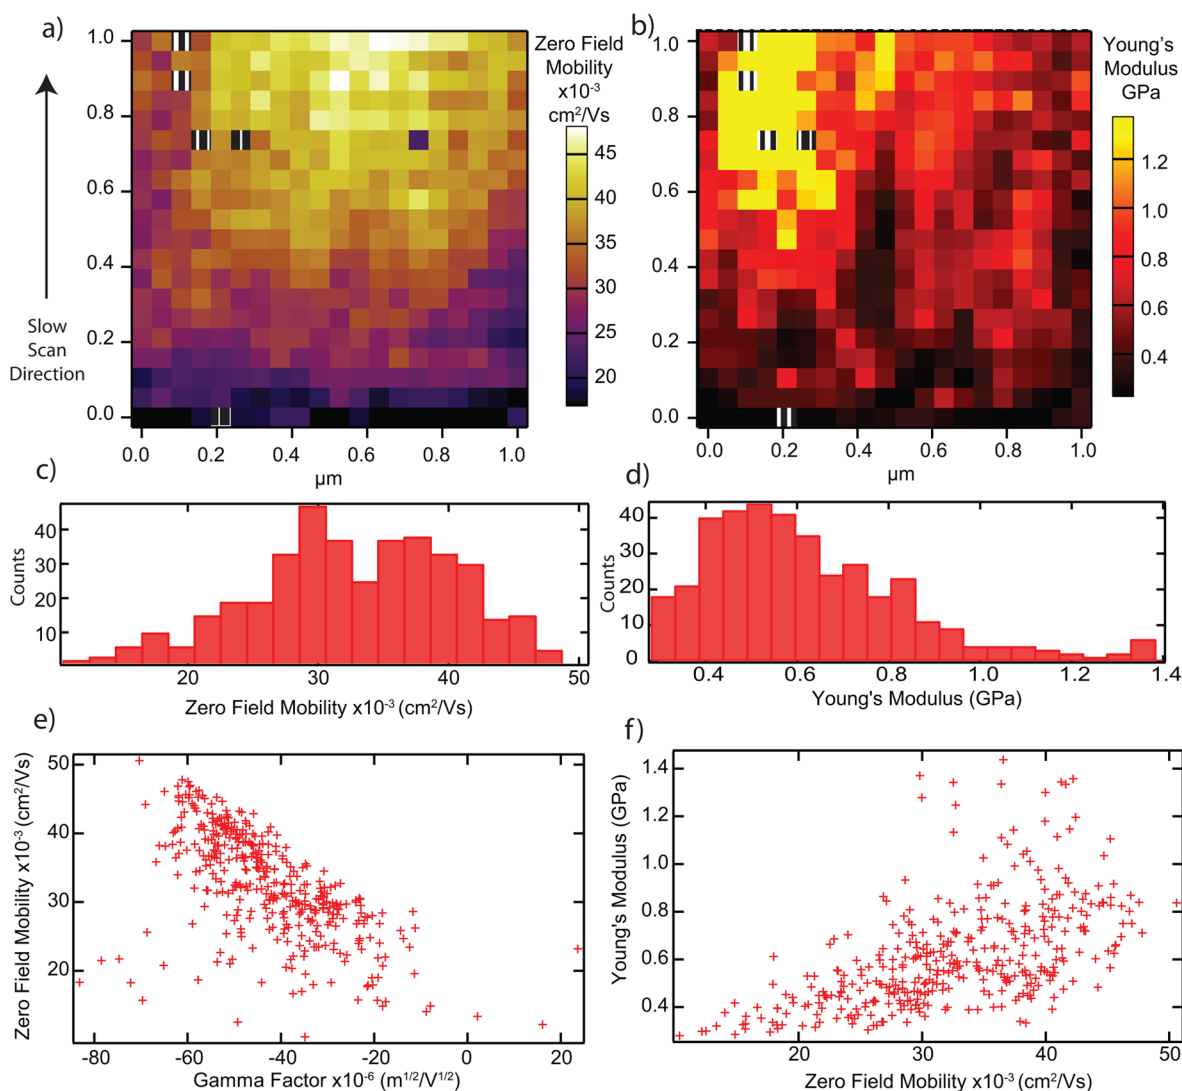 a)
Zero Field
Mobility
x10-3
cm2/Vs
1.0
0.8
0.6
0.4
0.2
0.0
Slow
Scan
Direction
45
40
35
30
25
20
0.0 0.2 0.4 0.6 0.8 1.0
µm
b)
Young's
Modulus
GPa
1.0
0.8
0.6
0.4
0.2
0.0
1.2
1.0
0.8
0.6
0.4
0.0 0.2 0.4 0.6 0.8 1.0
µm
c)
Counts
40
30
20
10
20 30 40 50
Zero Field Mobility x10-3 (cm2/Vs)
d)
Counts
40
30
20
10
0
0.4 0.6 0.8 1.0 1.2 1.4
Young's Modulus (GPa)
e)
Zero Field Mobility x10-3 (cm2/Vs)
50
40
30
20
-80 -60 -40 -20 0 20
Gamma Factor x10-6 (m1/2/V1/2)
f)
Young's Modulus (GPa)
1.4
1.2
1.0
0.8
0.6
0.4
20 30 40 50
Zero Field Mobility x10-3 (cm2/Vs)